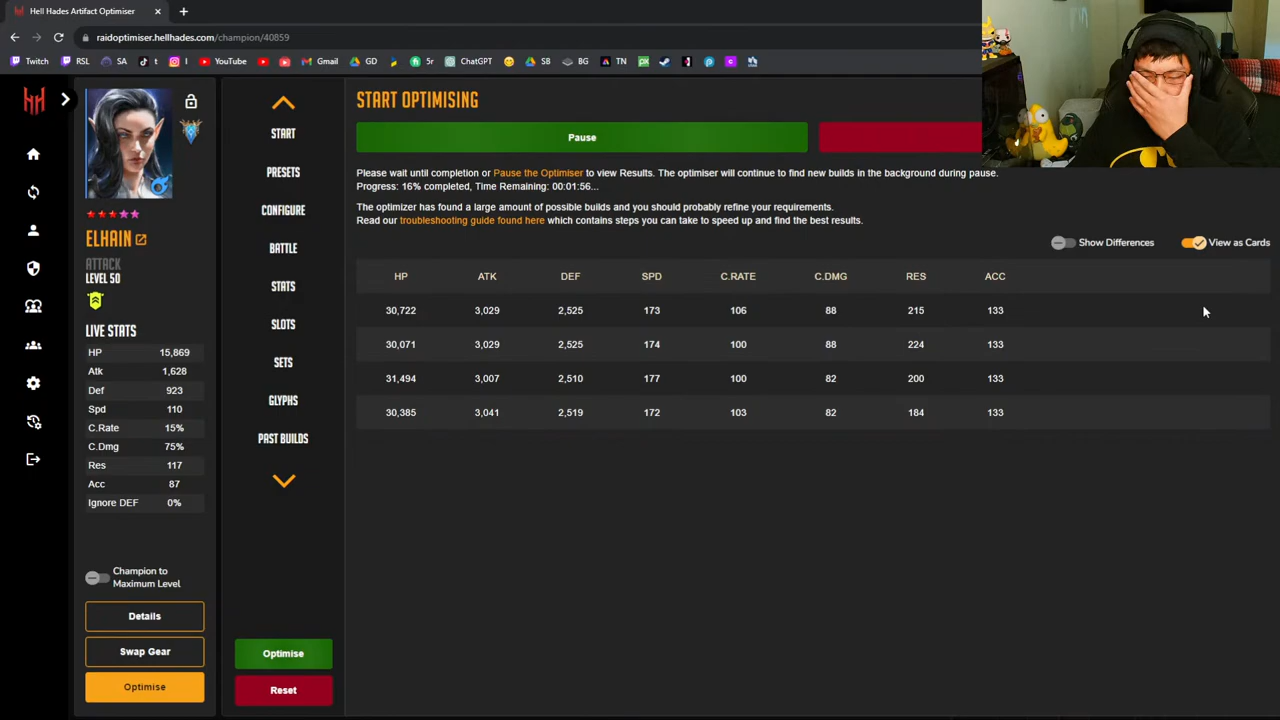 Hell Hades Artifact Optimiser
raidoptimiser.hellhades.com/champion/40859
Twitch RSL SA t I YouTube Gmail GD 5r ChatGPT SB BG TN
ELHAIN
ATTACK
LEVEL 50
LIVE STATS
HP 15,869
Atk 1,628
Def 923
Spd 110
C.Rate 15%
C.Dmg 75%
Res 117
Acc 87
Ignore DEF 0%
Champion to
Maximum Level
Details
Swap Gear
Optimise
START
PRESETS
CONFIGURE
BATTLE
STATS
SLOTS
SETS
GLYPHS
PAST BUILDS
Optimise
Reset
START OPTIMISING
Pause
Please wait until completion or Pause the Optimiser to view Results. The optimiser will continue to find new builds in the background during pause.
Progress: 16% completed, Time Remaining: 00:01:56...
The optimizer has found a large amount of possible builds and you should probably refine your requirements.
Read our troubleshooting guide found here which contains steps you can take to speed up and find the best results.
Show Differences View as Cards
HP ATK DEF SPD C.RATE C.DMG RES ACC
30,722 3,029 2,525 173 106 88 215 133
30,071 3,029 2,525 174 100 88 224 133
31,494 3,007 2,510 177 100 82 200 133
30,385 3,041 2,519 172 103 82 184 133